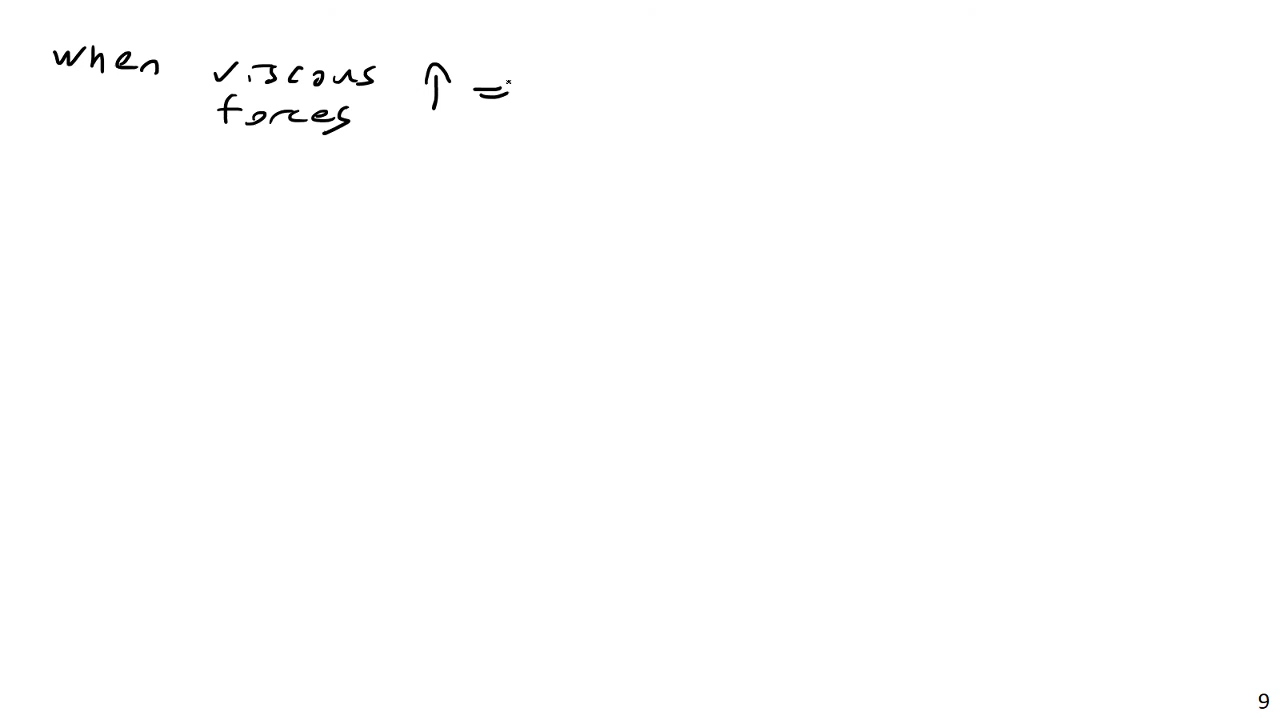 when viscous ↑ =
forces
9